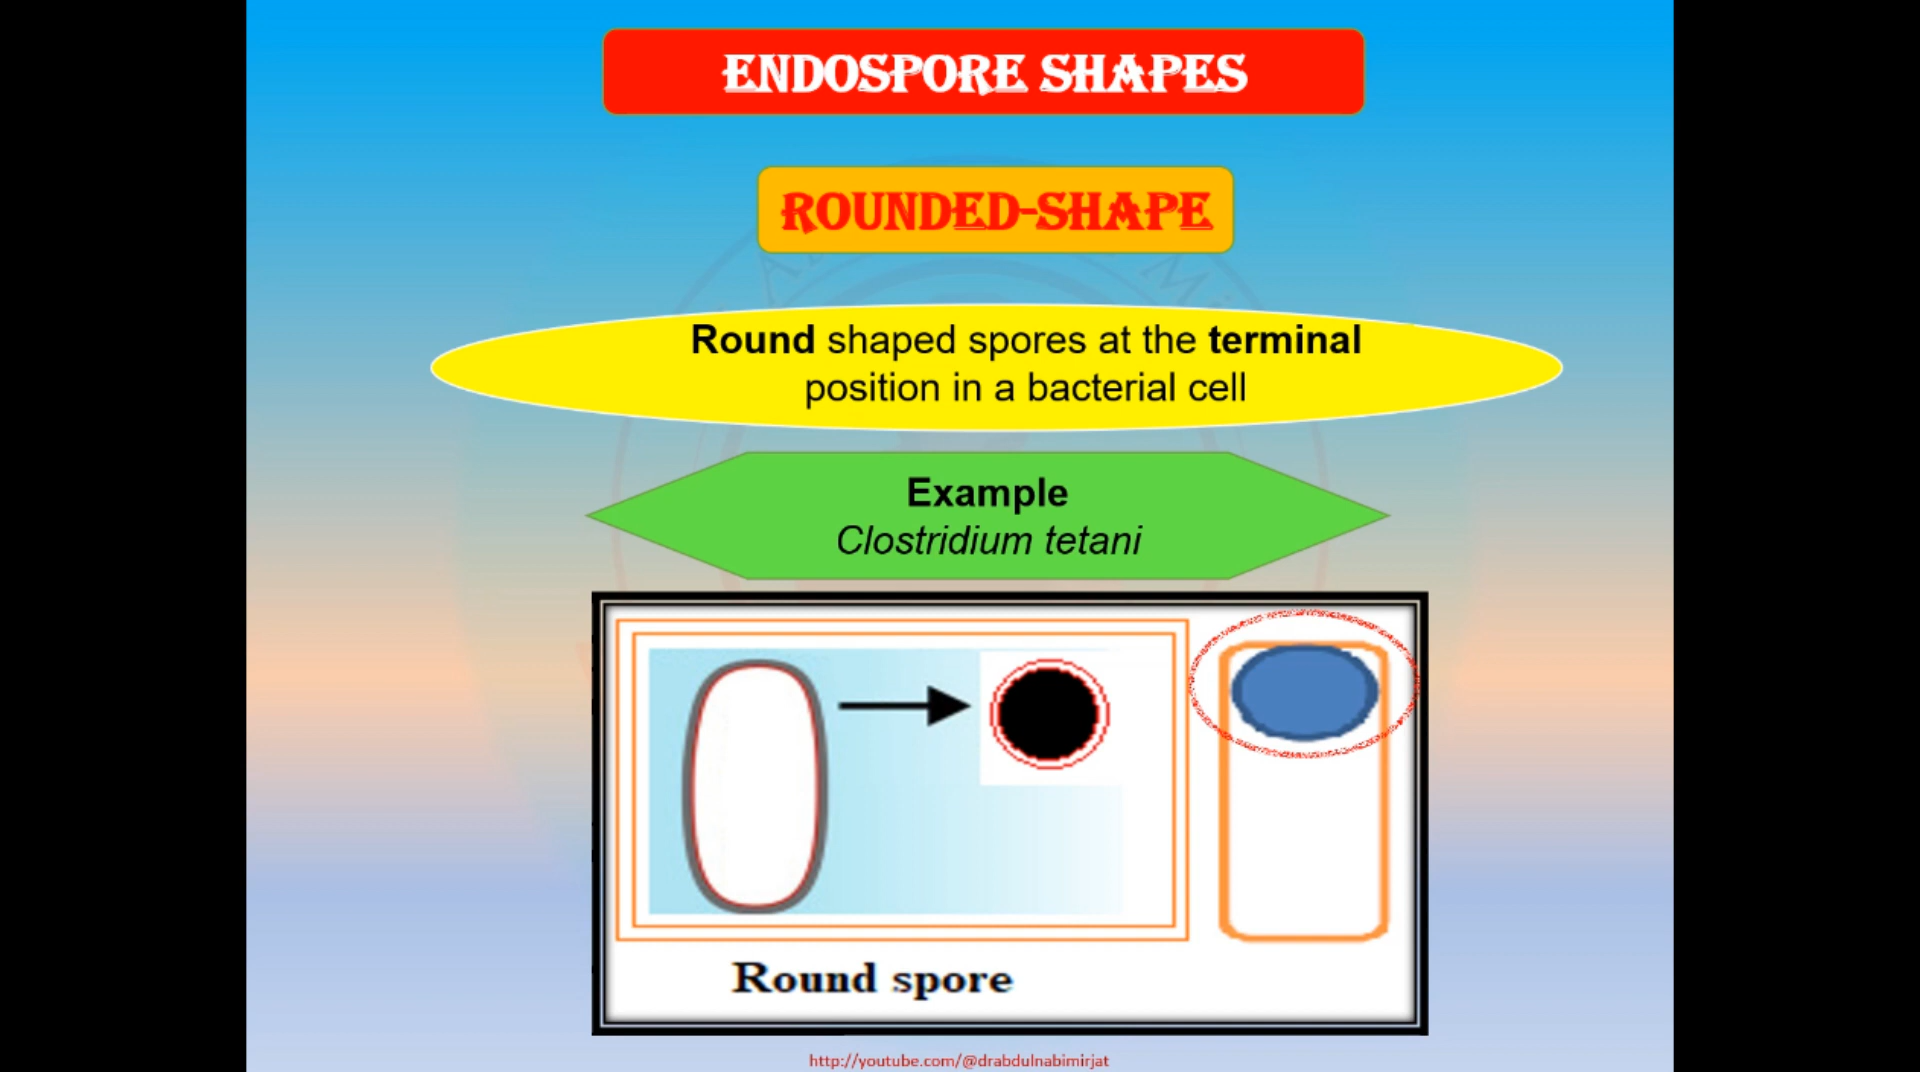 ENDOSPORE SHAPES
ROUNDED-SHAPE
Round shaped spores at the terminal
position in a bacterial cell
Example
Clostridium tetani
Round spore
http://youtube.com/@drabdulnabimirjat